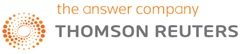 the answer company
THOMSON REUTERS